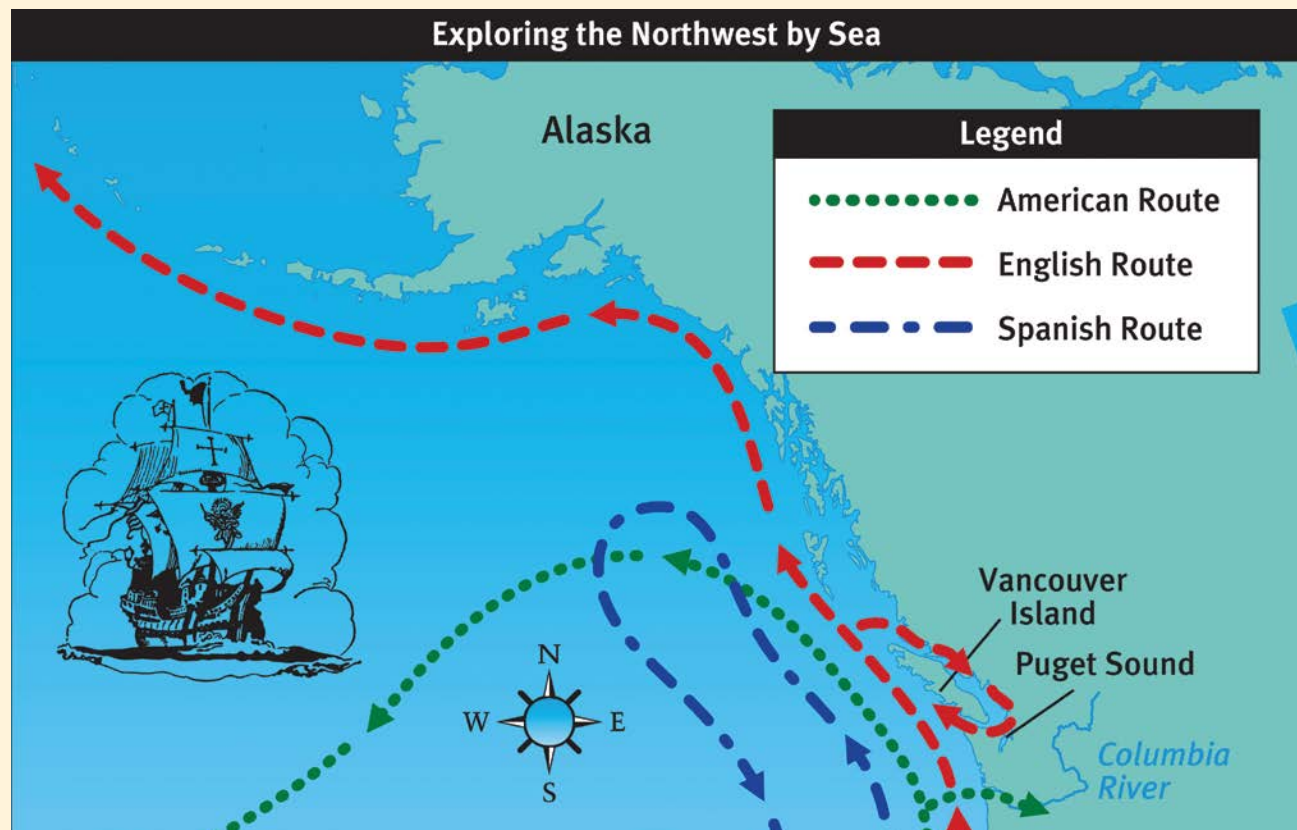 Exploring the Northwest by Sea
Alaska
Legend
American Route
English Route
Spanish Route
Vancouver
Island
Puget Sound
N
W
E
S
Columbia
River